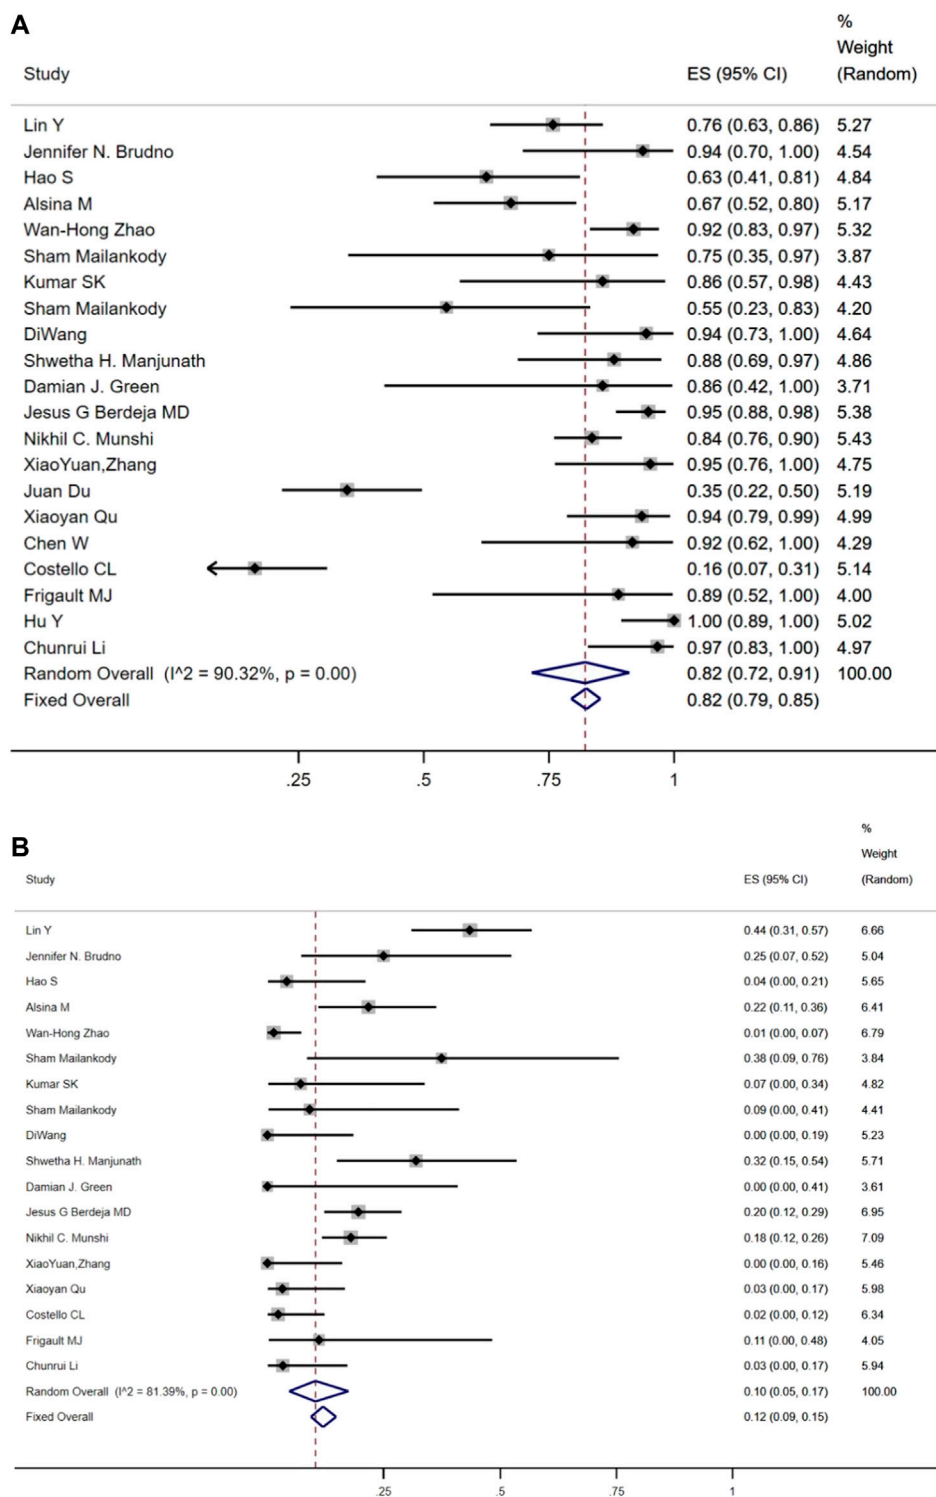 A
%
Weight
Study ES (95% CI) (Random)
Lin Y 0.76 (0.63, 0.86) 5.27
Jennifer N. Brudno 0.94 (0.70, 1.00) 4.54
Hao S 0.63 (0.41, 0.81) 4.84
Alsina M 0.67 (0.52, 0.80) 5.17
Wan-Hong Zhao 0.92 (0.83, 0.97) 5.32
Sham Mailankody 0.75 (0.35, 0.97) 3.87
Kumar SK 0.86 (0.57, 0.98) 4.43
Sham Mailankody 0.55 (0.23, 0.83) 4.20
DiWang 0.94 (0.73, 1.00) 4.64
Shwetha H. Manjunath 0.88 (0.69, 0.97) 4.86
Damian J. Green 0.86 (0.42, 1.00) 3.71
Jesus G Berdeja MD 0.95 (0.88, 0.98) 5.38
Nikhil C. Munshi 0.84 (0.76, 0.90) 5.43
XiaoYuan,Zhang 0.95 (0.76, 1.00) 4.75
Juan Du 0.35 (0.22, 0.50) 5.19
Xiaoyan Qu 0.94 (0.79, 0.99) 4.99
Chen W 0.92 (0.62, 1.00) 4.29
Costello CL 0.16 (0.07, 0.31) 5.14
Frigault MJ 0.89 (0.52, 1.00) 4.00
Hu Y 1.00 (0.89, 1.00) 5.02
Chunrui Li 0.97 (0.83, 1.00) 4.97
Random Overall (I^2 = 90.32%, p = 0.00) 0.82 (0.72, 0.91) 100.00
Fixed Overall 0.82 (0.79, 0.85)
.25 .5 .75 1
B
%
Weight
Study ES (95% CI) (Random)
Lin Y 0.44 (0.31, 0.57) 6.66
Jennifer N. Brudno 0.25 (0.07, 0.52) 5.04
Hao S 0.04 (0.00, 0.21) 5.65
Alsina M 0.22 (0.11, 0.36) 6.41
Wan-Hong Zhao 0.01 (0.00, 0.07) 6.79
Sham Mailankody 0.38 (0.09, 0.76) 3.84
Kumar SK 0.07 (0.00, 0.34) 4.82
Sham Mailankody 0.09 (0.00, 0.41) 4.41
DiWang 0.00 (0.00, 0.19) 5.23
Shwetha H. Manjunath 0.32 (0.15, 0.54) 5.71
Damian J. Green 0.00 (0.00, 0.41) 3.61
Jesus G Berdeja MD 0.20 (0.12, 0.29) 6.95
Nikhil C. Munshi 0.18 (0.12, 0.26) 7.09
XiaoYuan,Zhang 0.00 (0.00, 0.16) 5.46
Xiaoyan Qu 0.03 (0.00, 0.17) 5.98
Costello CL 0.02 (0.00, 0.12) 6.34
Frigault MJ 0.11 (0.00, 0.48) 4.05
Chunrui Li 0.03 (0.00, 0.17) 5.94
Random Overall (I^2 = 81.39%, p = 0.00) 0.10 (0.05, 0.17) 100.00
Fixed Overall 0.12 (0.09, 0.15)
.25 .5 .75 1